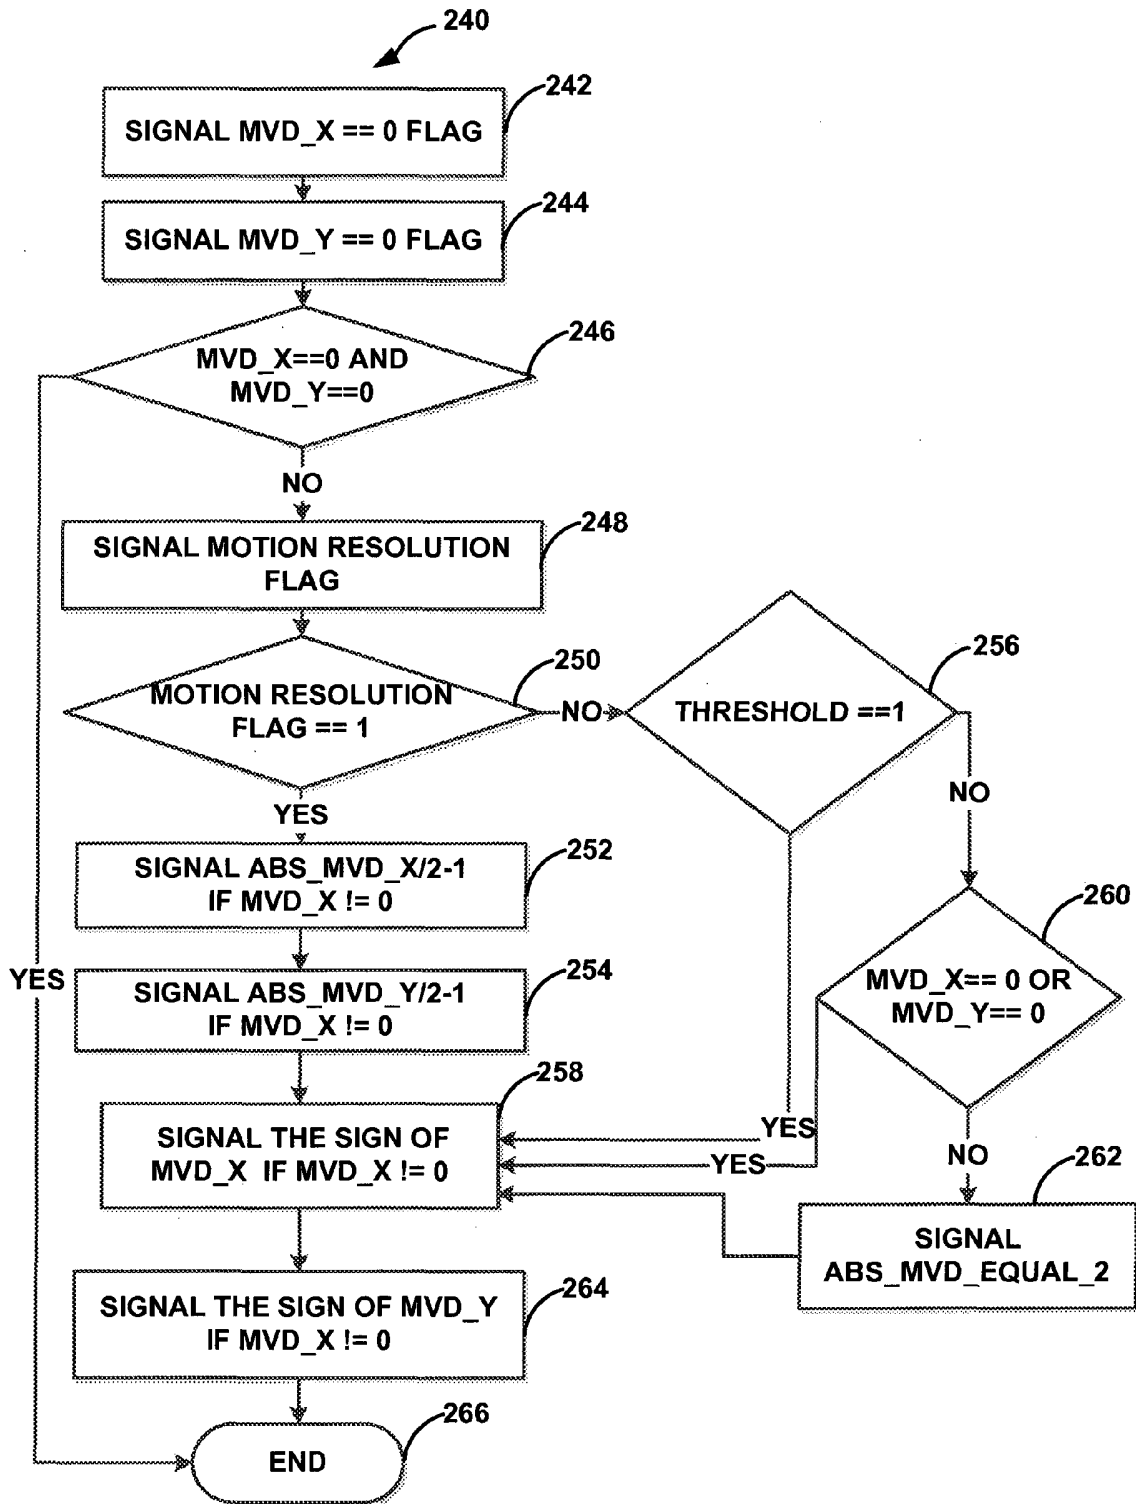 240
242
SIGNAL MVD_X == 0 FLAG
244
SIGNAL MVD_Y == 0 FLAG
246
MVD_X==0 AND
MVD_Y==0
NO
248
SIGNAL MOTION RESOLUTION
FLAG
250
MOTION RESOLUTION
FLAG == 1
NO
256
THRESHOLD ==1
YES
NO
252
SIGNAL ABS_MVD_X/2-1
IF MVD_X != 0
260
MVD_X== 0 OR
MVD_Y== 0
YES
254
SIGNAL ABS_MVD_Y/2-1
IF MVD_X != 0
258
SIGNAL THE SIGN OF
MVD_X IF MVD_X != 0
YES
YES
NO
262
SIGNAL
ABS_MVD_EQUAL_2
264
SIGNAL THE SIGN OF MVD_Y
IF MVD_X != 0
266
END